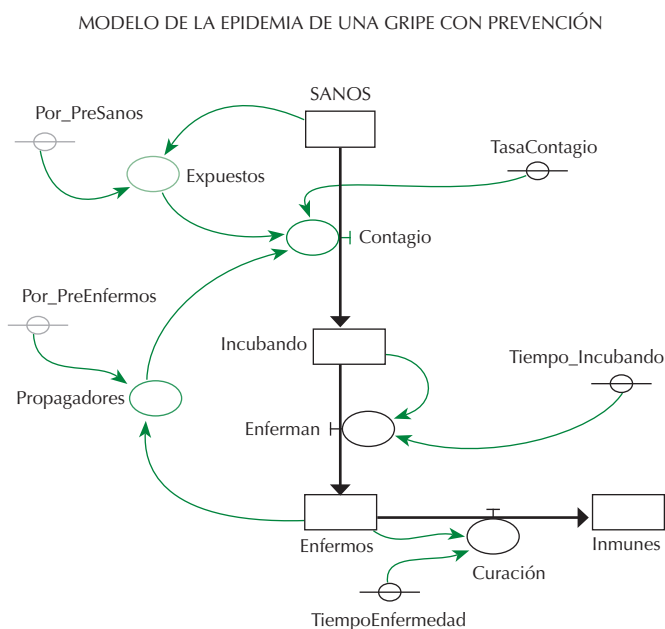 MODELO DE LA EPIDEMIA DE UNA GRIPE CON PREVENCIÓN
SANOS
Por_PreSanos
TasaContagio
Expuestos
Contagio
Por_PreEnfermos
Incubando
Tiempo_Incubando
Propagadores
Enferman
Enfermos
Inmunes
Curación
TiempoEnfermedad